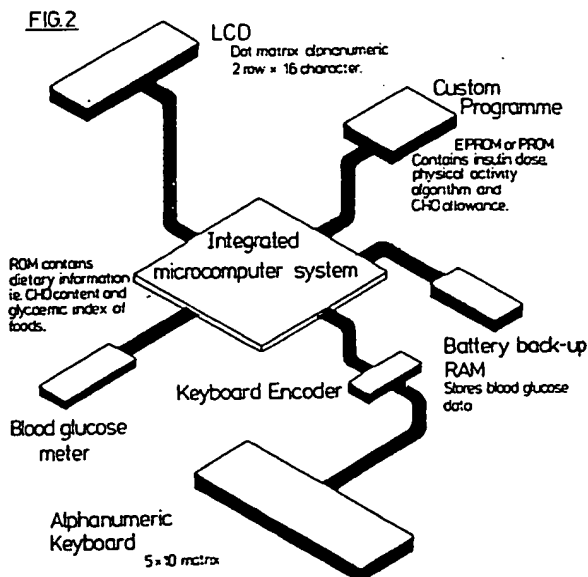 FIG.2
LCD
Dot matrix alphanumeric
2 row × 16 character.
Custom
Programme
EPROM or PROM
Contains insulin dose,
physical activity
algorithm and
CHO allowance.
Integrated
microcomputer system
ROM contains
dietary information
ie. CHO content and
glycaemic index of
foods.
Battery back-up
RAM
Stores blood glucose
data
Keyboard Encoder
Blood glucose
meter
Alphanumeric
Keyboard
5×10 matrix